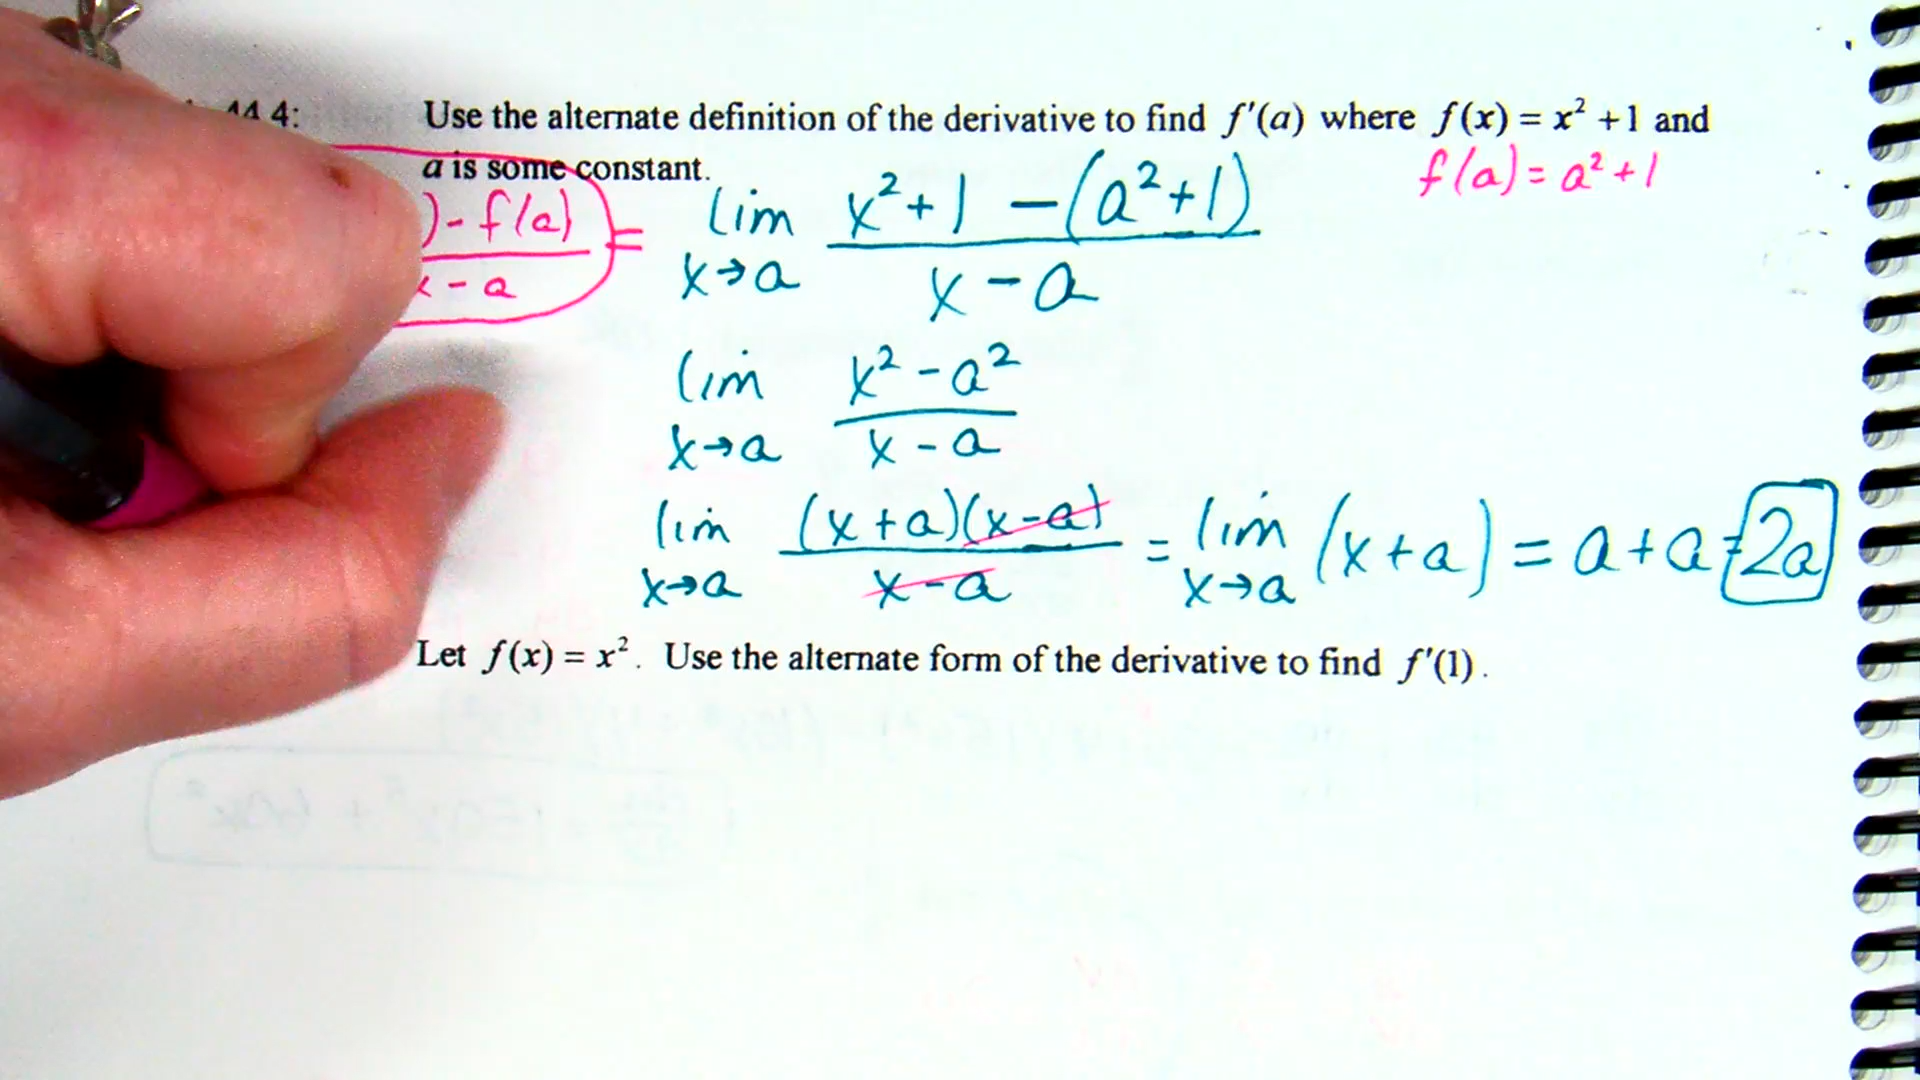 44.4: Use the alternate definition of the derivative to find f'(a) where f(x) = x² + 1 and
a is some constant.
f(a) = a² + 1
) - f(a) = lim x² + 1 - (a² + 1)
x - a x→a x - a
lim x² - a²
x→a x - a
lim (x + a)(x - a) = lim (x + a) = a + a = 2a
x→a x - a x→a
Let f(x) = x². Use the alternate form of the derivative to find f'(1).